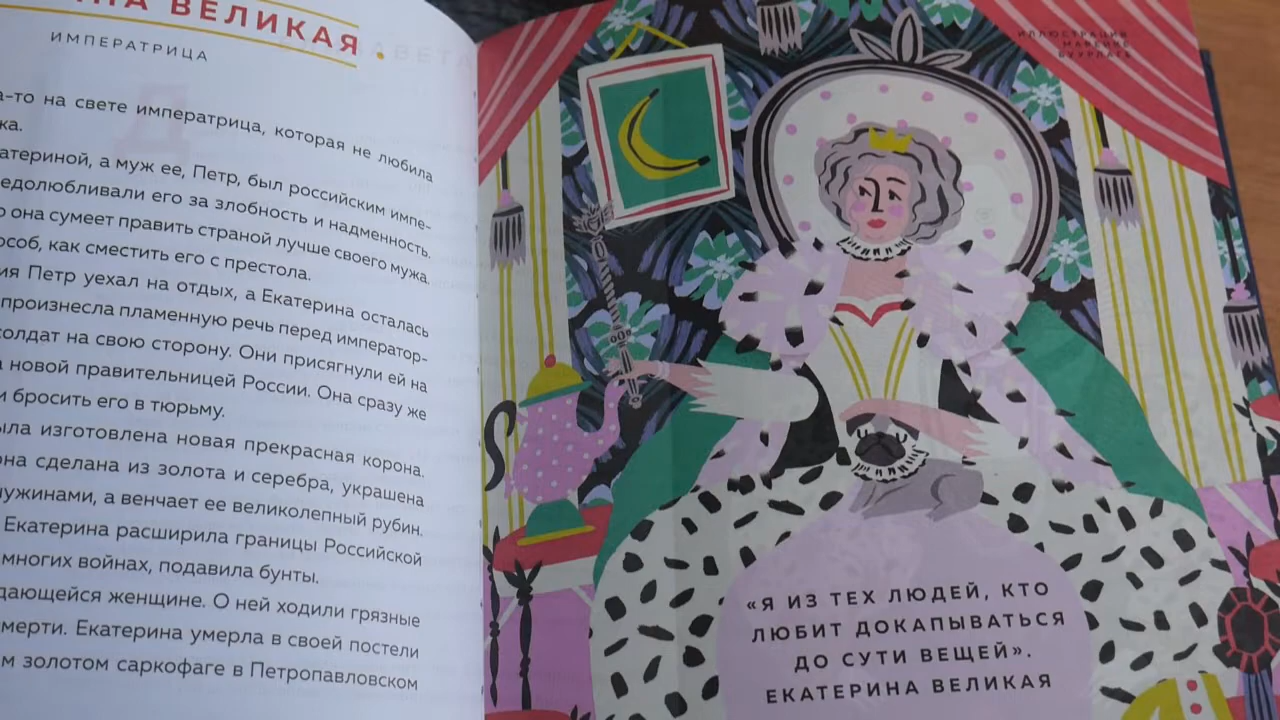 НА ВЕЛИКАЯ
ИМПЕРАТРИЦА
а-то на свете императрица, которая не любила
ка.
атериной, а муж ее, Петр, был российским импе-
едолюбливали его за злобность и надменность.
о она сумеет править страной лучше своего мужа.
особ, как сместить его с престола.
ия Петр уехал на отдых, а Екатерина осталась
произнесла пламенную речь перед император-
солдат на свою сторону. Они присягнули ей на
а новой правительницей России. Она сразу же
и бросить его в тюрьму.
ыла изготовлена новая прекрасная корона.
она сделана из золота и серебра, украшена
чужинами, а венчает ее великолепный рубин.
Екатерина расширила границы Российской
многих войнах, подавила бунты.
дающейся женщине. О ней ходили грязные
мерти. Екатерина умерла в своей постели
м золотом саркофаге в Петропавловском
ИЛЛЮСТРАЦИЯ
«Я ИЗ ТЕХ ЛЮДЕЙ, КТО
ЛЮБИТ ДОКАПЫВАТЬСЯ
ДО СУТИ ВЕЩЕЙ».
ЕКАТЕРИНА ВЕЛИКАЯ